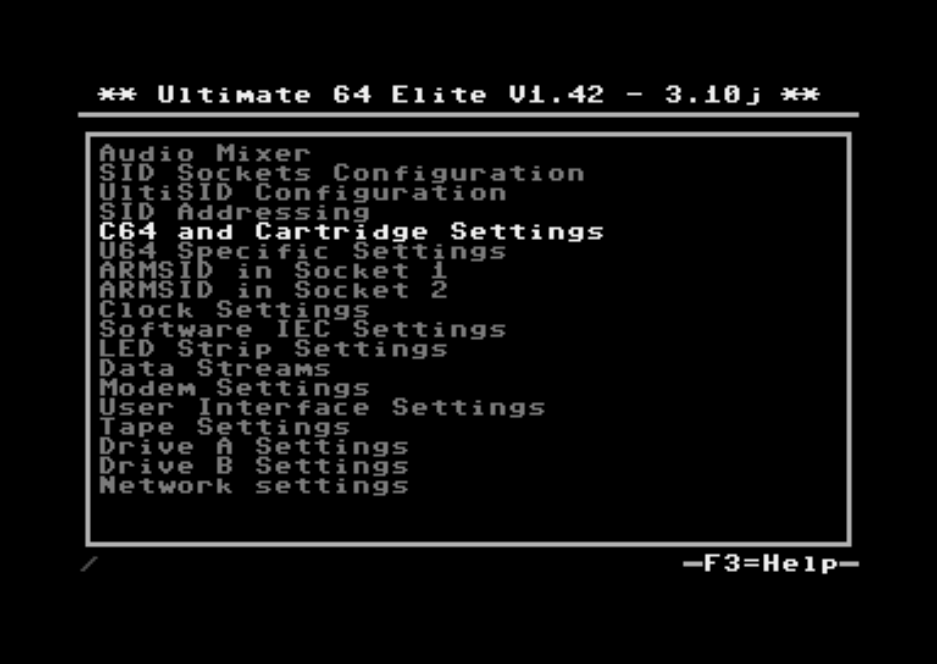 ** Ultimate 64 Elite V1.42 - 3.10j **
Audio Mixer
SID Sockets Configuration
UltiSID Configuration
SID Addressing
C64 and Cartridge Settings
U64 Specific Settings
ARMSID in Socket 1
ARMSID in Socket 2
Clock Settings
Software IEC Settings
LED Strip Settings
Data Streams
Modem Settings
User Interface Settings
Tape Settings
Drive A Settings
Drive B Settings
Network settings
/
F3=Help